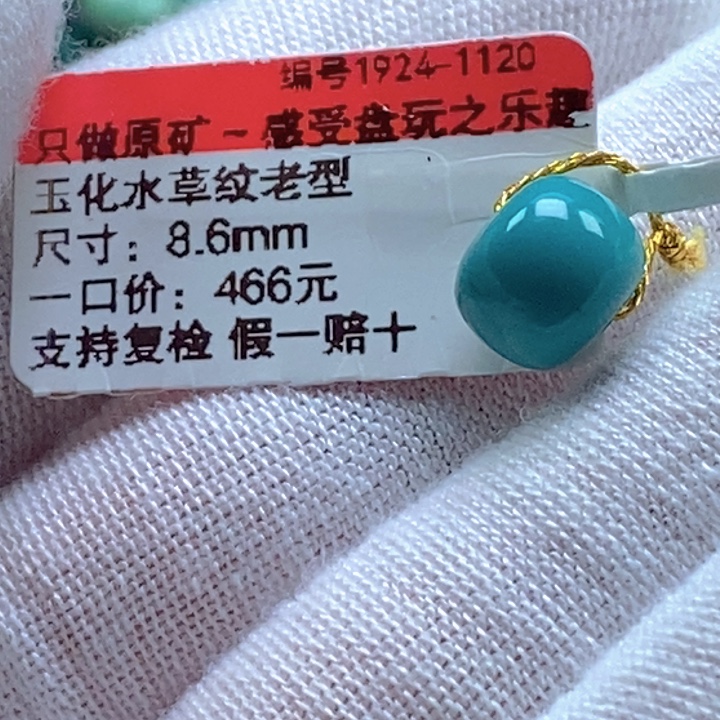 编号1924-1120
只做原矿－感受盘玩之乐趣
玉化水草纹老型
尺寸：8.6mm
一口价：466元
支持复检 假一赔十